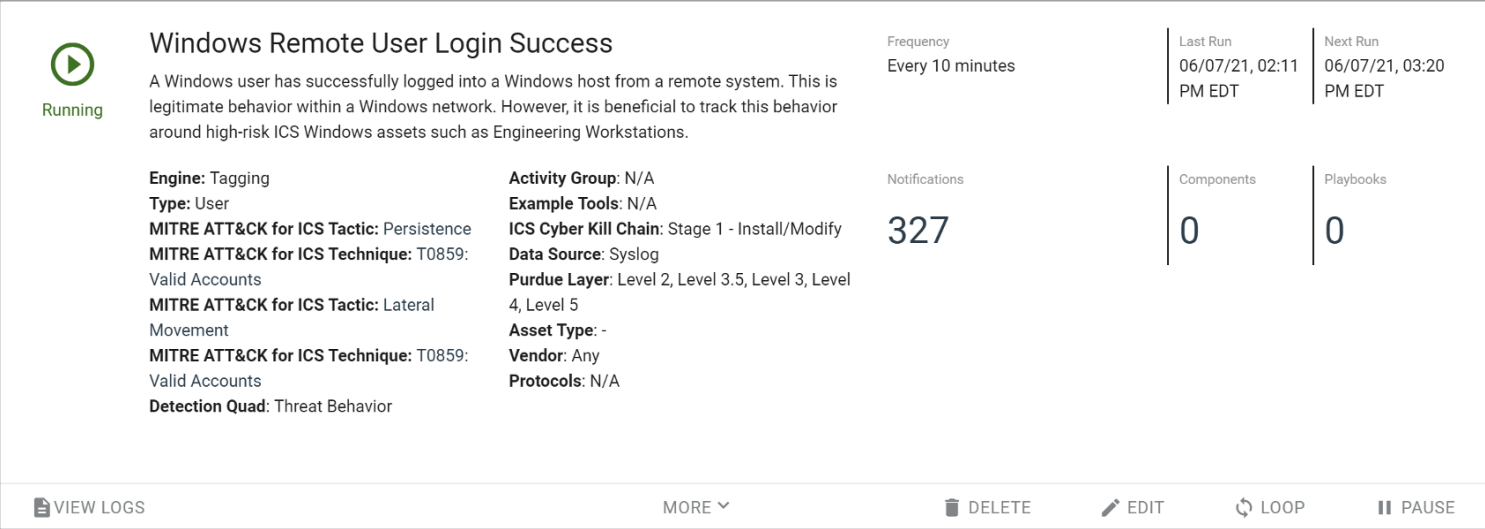 Windows Remote User Login Success
A Windows user has successfully logged into a Windows host from a remote system. This is
legitimate behavior within a Windows network. However, it is beneficial to track this behavior
around high-risk ICS Windows assets such as Engineering Workstations.
Running
Frequency
Every 10 minutes
Last Run
06/07/21, 02:11
PM EDT
Next Run
06/07/21, 03:20
PM EDT
Engine: Tagging
Type: User
MITRE ATT&CK for ICS Tactic: Persistence
MITRE ATT&CK for ICS Technique: T0859:
Valid Accounts
MITRE ATT&CK for ICS Tactic: Lateral
Movement
MITRE ATT&CK for ICS Technique: T0859:
Valid Accounts
Detection Quad: Threat Behavior
Activity Group: N/A
Example Tools: N/A
ICS Cyber Kill Chain: Stage 1 - Install/Modify
Data Source: Syslog
Purdue Layer: Level 2, Level 3.5, Level 3, Level
4, Level 5
Asset Type: -
Vendor: Any
Protocols: N/A
Notifications
327
Components
0
Playbooks
0
VIEW LOGS
MORE
DELETE
EDIT
LOOP
PAUSE